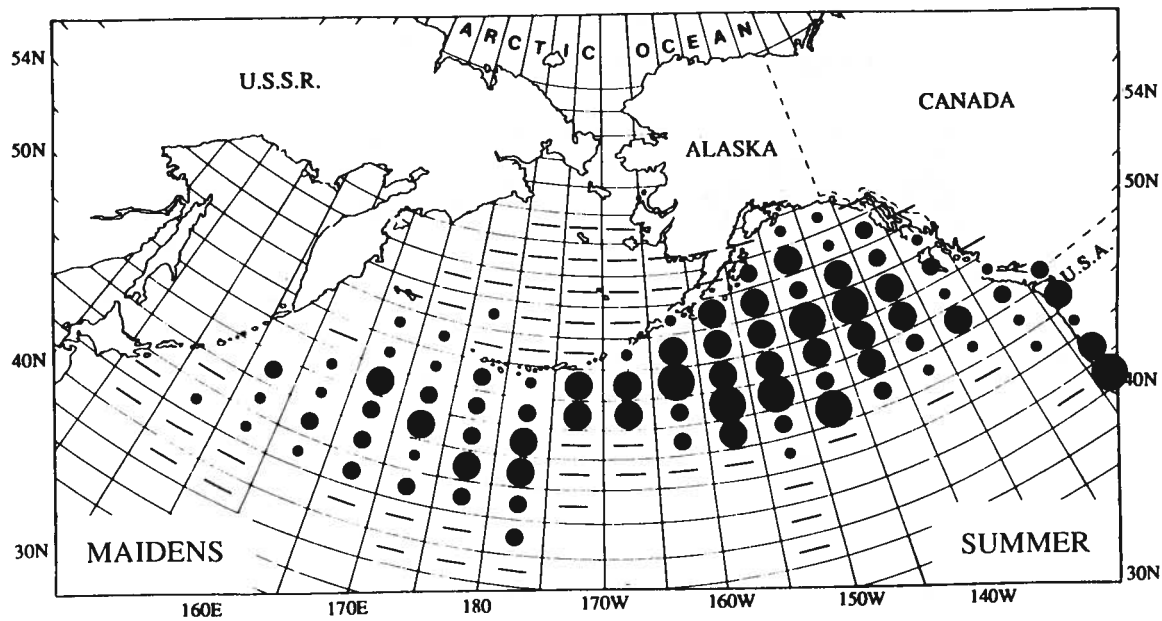 ARCTIC OCEAN
54N
U.S.S.R.
CANADA
54N
50N
ALASKA
50N
U.S.A.
40N
40N
MAIDENS
SUMMER
30N
30N
160E 170E 180 170W 160W 150W 140W